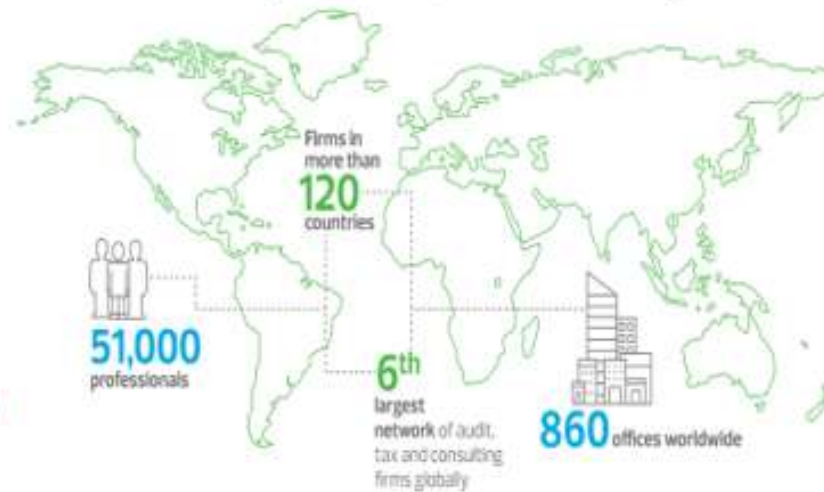 Firms in
more than
120
countries
51,000
professionals
6th
largest
network of audit,
tax and consulting
firms globally
860 offices worldwide